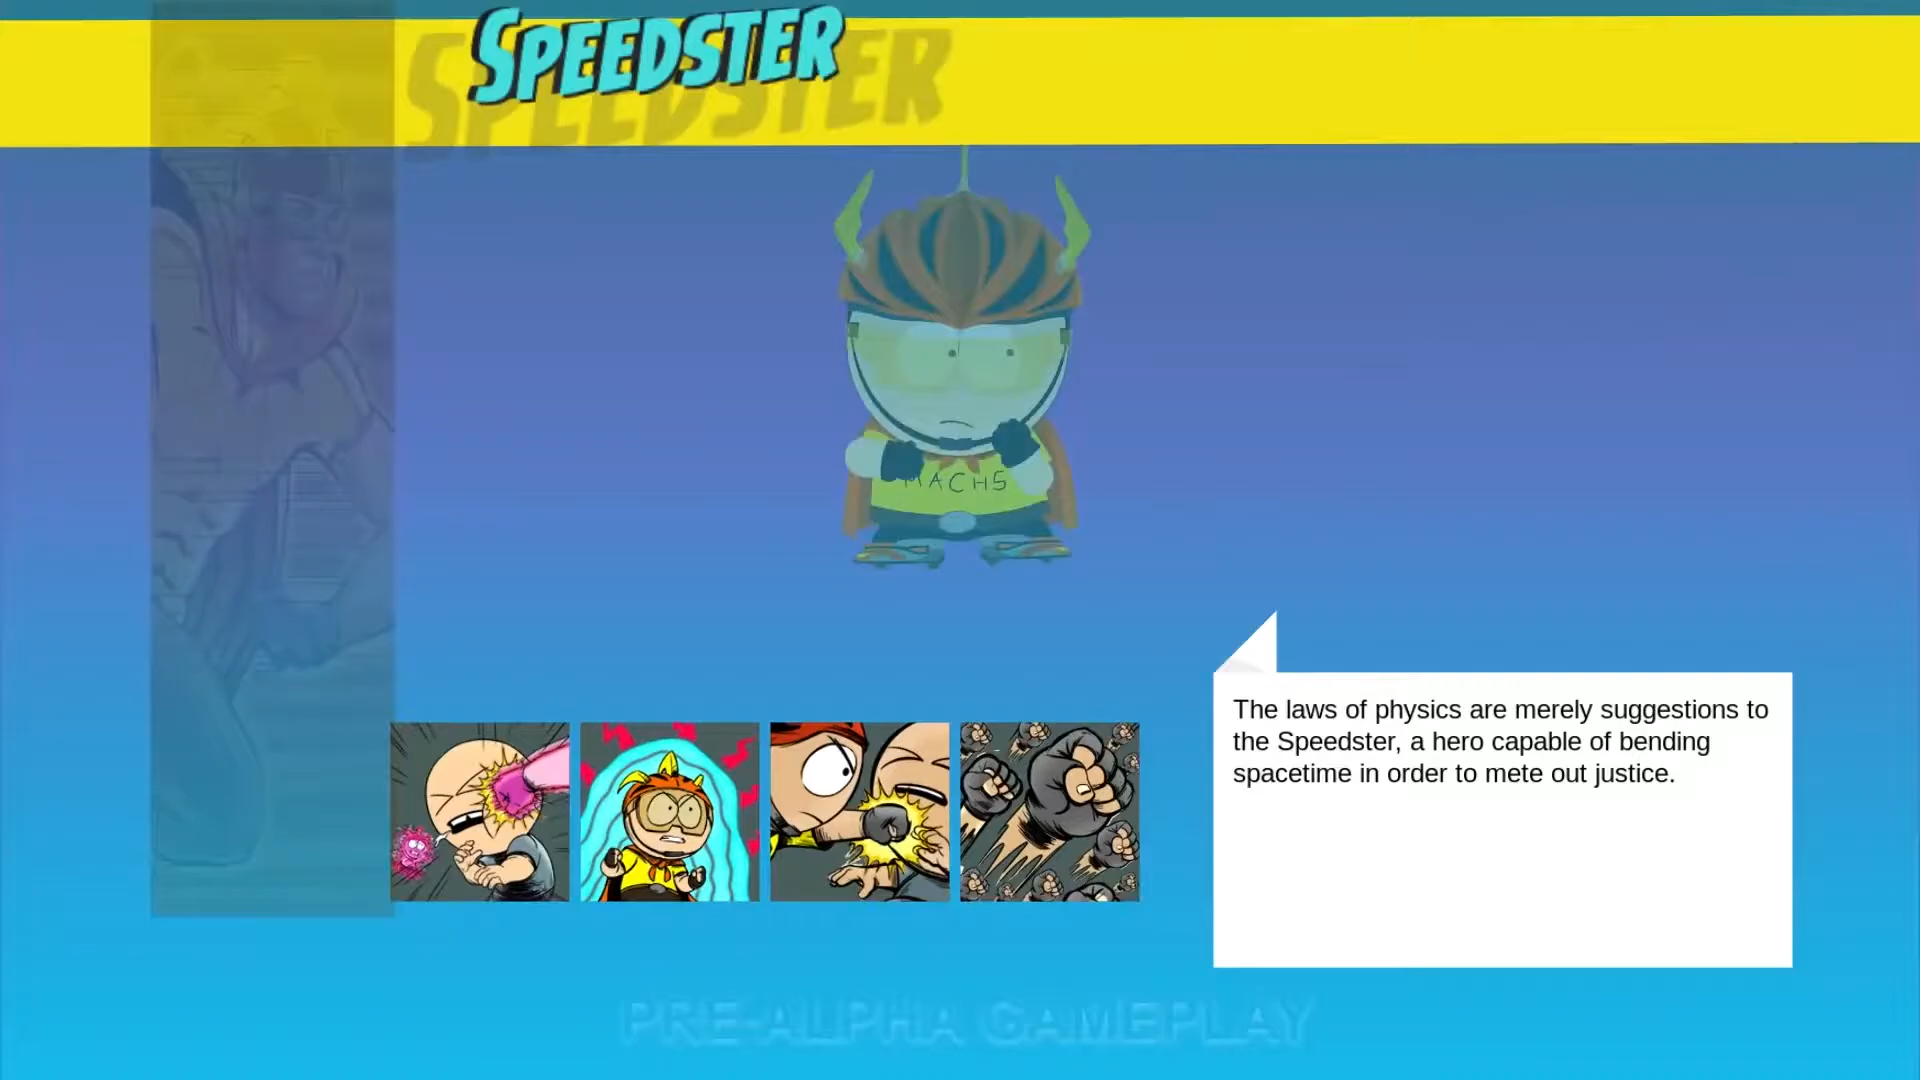 SPEEDSTER
SPEEDSTER
MACH5
The laws of physics are merely suggestions to
the Speedster, a hero capable of bending
spacetime in order to mete out justice.
PRE-ALPHA GAMEPLAY